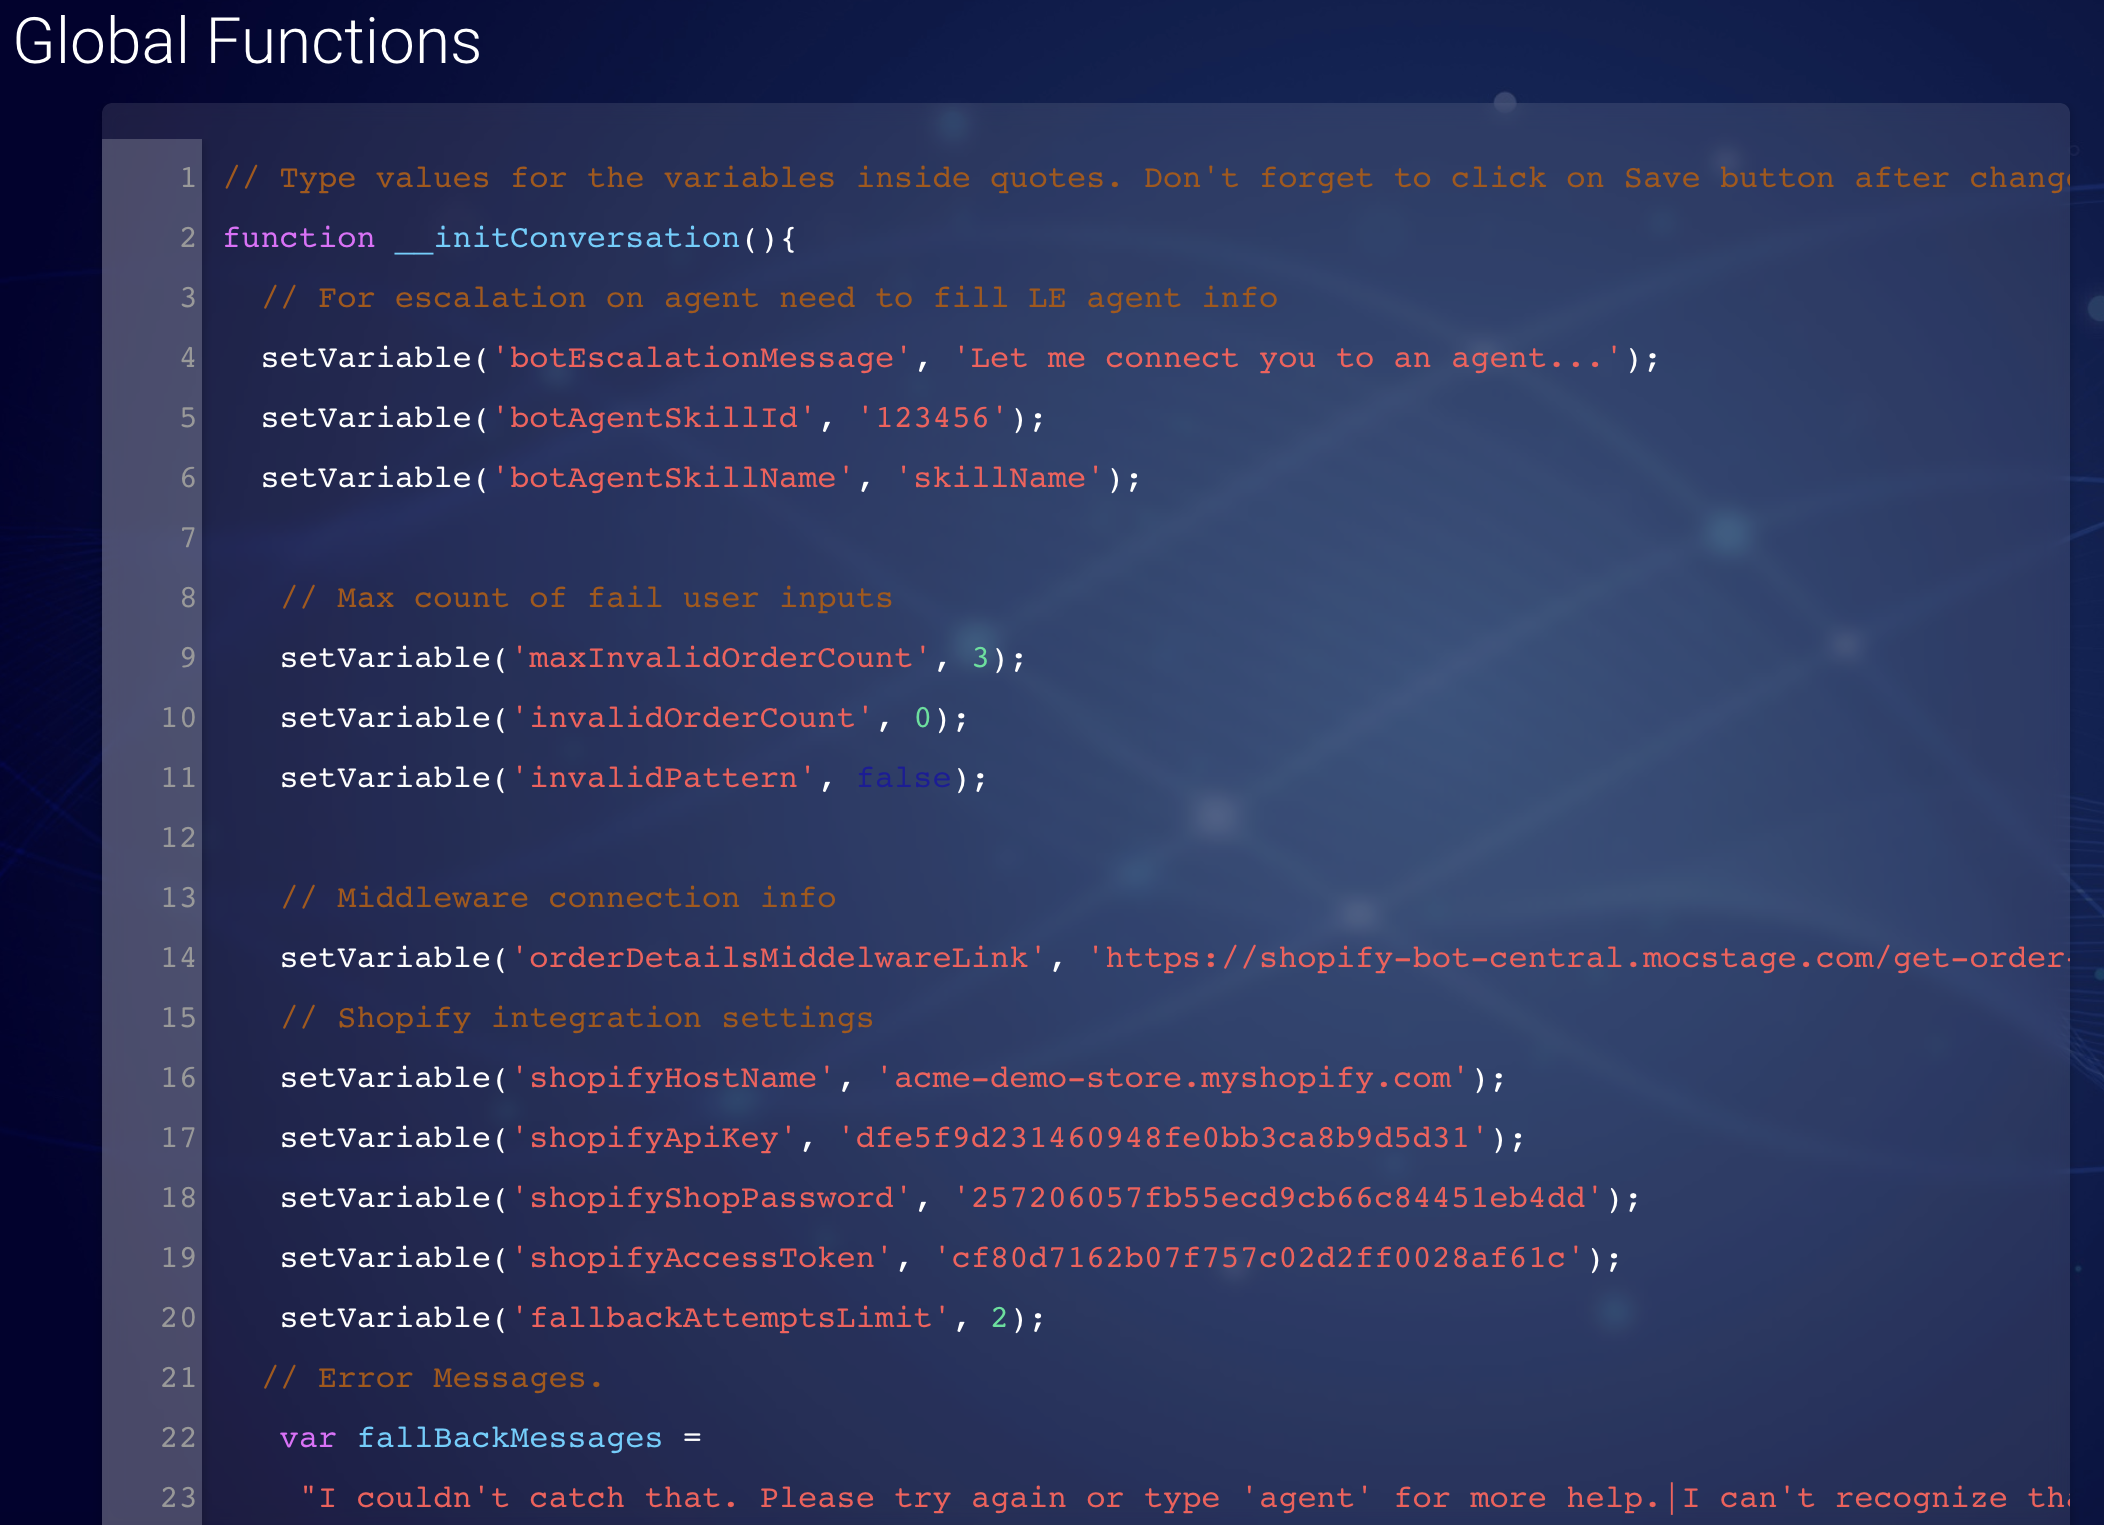 Global Functions
1 // Type values for the variables inside quotes. Don't forget to click on Save button after change
2 function __initConversation(){
3 // For escalation on agent need to fill LE agent info
4 setVariable('botEscalationMessage', 'Let me connect you to an agent...');
5 setVariable('botAgentSkillId', '123456');
6 setVariable('botAgentSkillName', 'skillName');
7
8 // Max count of fail user inputs
9 setVariable('maxInvalidOrderCount', 3);
10 setVariable('invalidOrderCount', 0);
11 setVariable('invalidPattern', false);
12
13 // Middleware connection info
14 setVariable('orderDetailsMiddelwareLink', 'https://shopify-bot-central.mocstage.com/get-order-
15 // Shopify integration settings
16 setVariable('shopifyHostName', 'acme-demo-store.myshopify.com');
17 setVariable('shopifyApiKey', 'dfe5f9d231460948fe0bb3ca8b9d5d31');
18 setVariable('shopifyShopPassword', '257206057fb55ecd9cb66c84451eb4dd');
19 setVariable('shopifyAccessToken', 'cf80d7162b07f757c02d2ff0028af61c');
20 setVariable('fallbackAttemptsLimit', 2);
21 // Error Messages.
22 var fallBackMessages =
23 "I couldn't catch that. Please try again or type 'agent' for more help.|I can't recognize tha